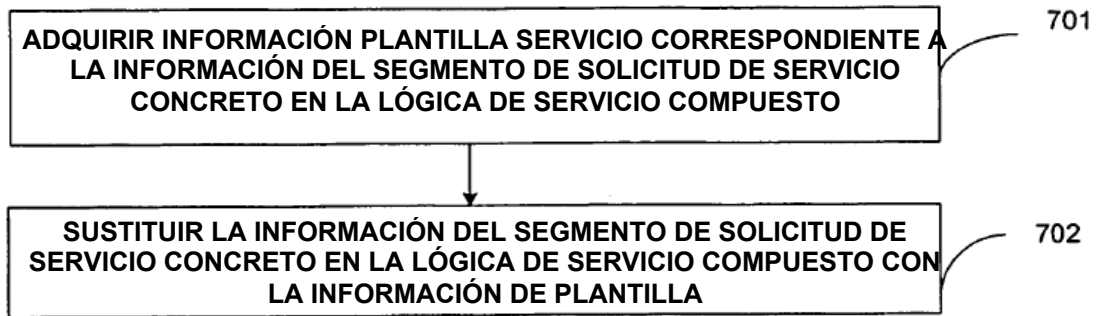 ADQUIRIR INFORMACIÓN PLANTILLA SERVICIO CORRESPONDIENTE A
LA INFORMACIÓN DEL SEGMENTO DE SOLICITUD DE SERVICIO
CONCRETO EN LA LÓGICA DE SERVICIO COMPUESTO
701
SUSTITUIR LA INFORMACIÓN DEL SEGMENTO DE SOLICITUD DE
SERVICIO CONCRETO EN LA LÓGICA DE SERVICIO COMPUESTO CON
LA INFORMACIÓN DE PLANTILLA
702